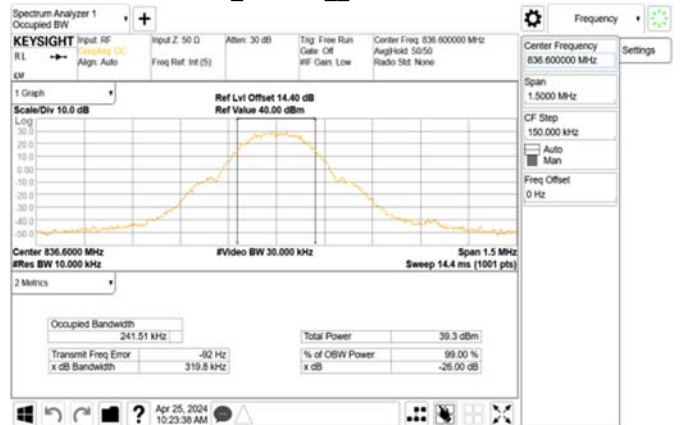 Spectrum Analyzer 1
Occupied BW
Frequency
KEYSIGHT
Input: RF
Coupling: DC
Align: Auto
Input Z: 50 Ω
Freq Ref: Int (S)
Atten: 30 dB
Trig: Free Run
Gate: Off
#IF Gain: Low
Center Freq: 836.600000 MHz
Avg|Hold: 50/50
Radio Std: None
RL
Center Frequency
836.600000 MHz
Settings
Span
1.5000 MHz
CF Step
150.000 kHz
Auto
Man
Freq Offset
0 Hz
1 Graph
Scale/Div 10.0 dB
Ref Lvl Offset 14.40 dB
Ref Value 40.00 dBm
Log
30.0
20.0
10.0
0.00
-10.0
-20.0
-30.0
-40.0
-50.0
Center 836.6000 MHz
#Video BW 30.000 kHz
Span 1.5 MHz
#Res BW 10.000 kHz
Sweep 14.4 ms (1001 pts)
2 Metrics
Occupied Bandwidth
241.51 kHz
Total Power
39.3 dBm
Transmit Freq Error
-92 Hz
% of OBW Power
99.00 %
x dB Bandwidth
319.8 kHz
x dB
-26.00 dB
?
Apr 25, 2024
10:23:38 AM